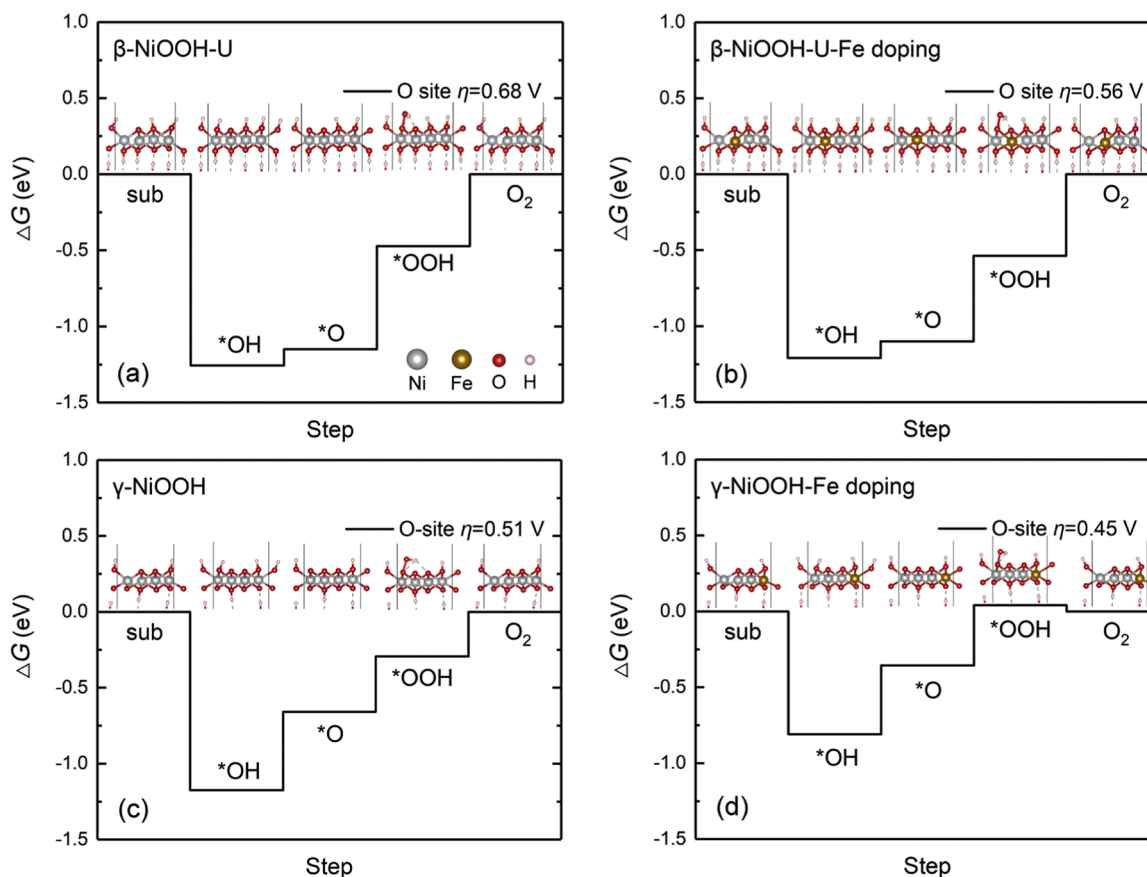 1.0
β-NiOOH-U
O site η=0.68 V
0.5
0.0
sub
O₂
△G (eV)
-0.5
*OOH
-1.0
*O
*OH
(a)
Ni Fe O H
-1.5
Step
1.0
β-NiOOH-U-Fe doping
O site η=0.56 V
0.5
0.0
sub
O₂
△G (eV)
-0.5
*OOH
-1.0
*O
*OH
(b)
-1.5
Step
1.0
γ-NiOOH
O-site η=0.51 V
0.5
0.0
sub
O₂
△G (eV)
*OOH
-0.5
*O
-1.0
*OH
(c)
-1.5
Step
1.0
γ-NiOOH-Fe doping
O-site η=0.45 V
0.5
0.0
sub
*OOH
O₂
△G (eV)
-0.5
*O
*OH
-1.0
(d)
-1.5
Step